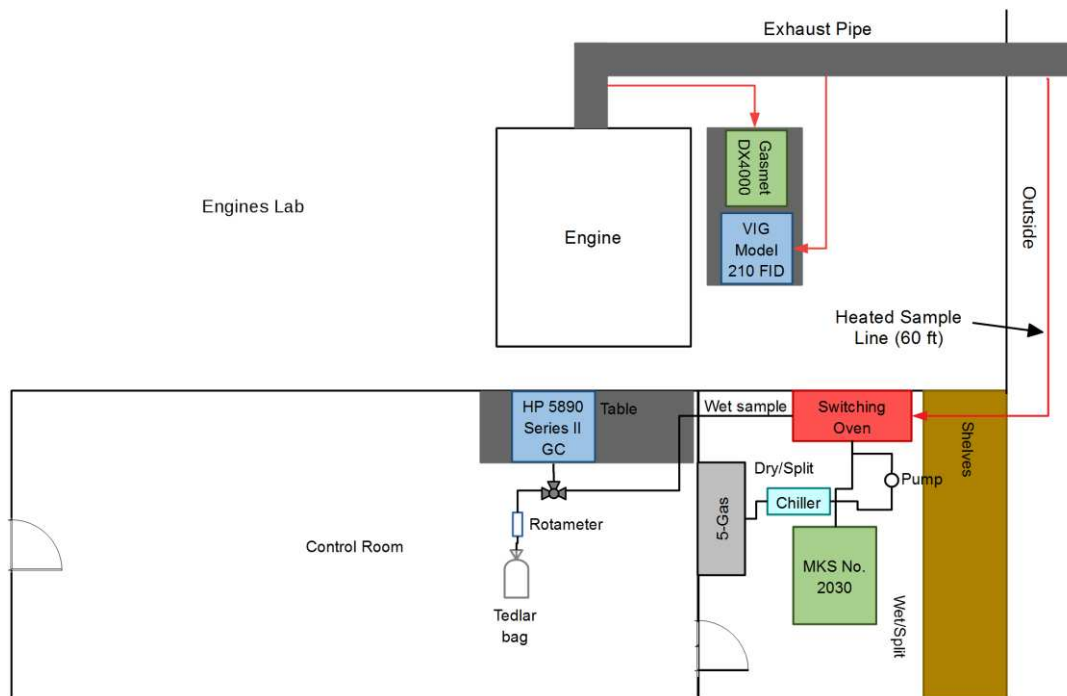 Exhaust Pipe
Gasmet
DX4000
Engines Lab
Engine
VIG
Model
210 FID
Outside
Heated Sample
Line (60 ft)
HP 5890
Series II
GC
Table
Wet sample
Switching
Oven
Shelves
Dry/Split
Pump
Chiller
5-Gas
Rotameter
Control Room
MKS No.
2030
Wet/Split
Tedlar
bag